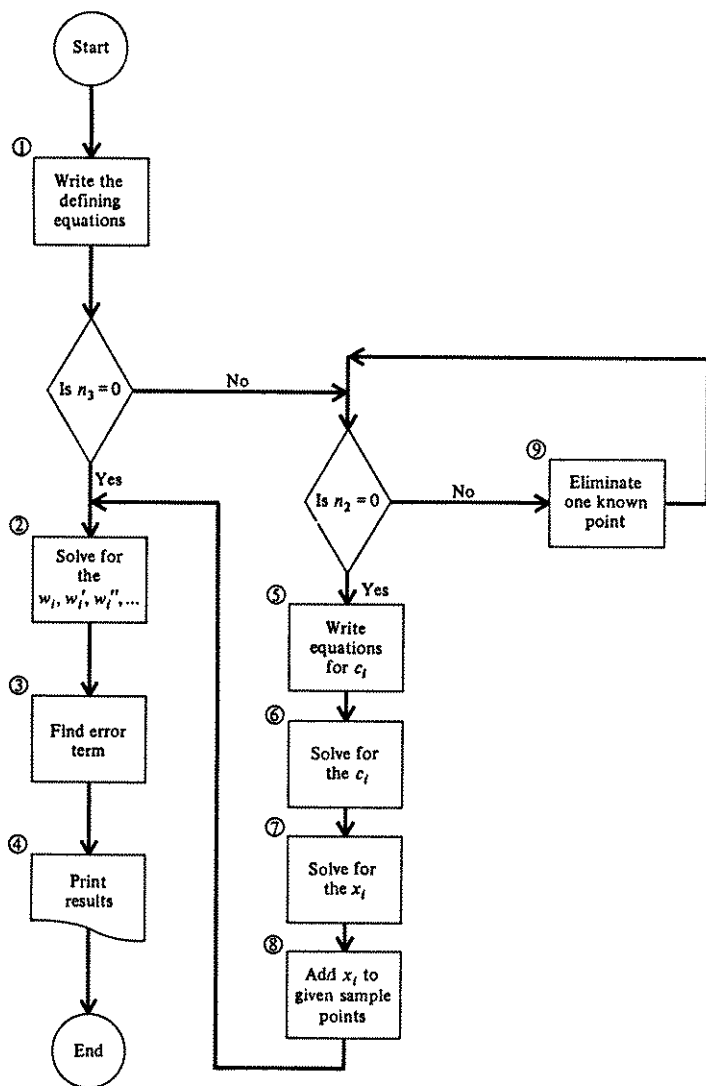 Start
①
Write the
defining
equations
Is n₃ = 0
No
Yes
②
Solve for
the
wᵢ, wᵢ′, wᵢ″, ...
③
Find error
term
④
Print
results
End
Is n₂ = 0
No
⑨
Eliminate
one known
point
Yes
⑤
Write
equations
for cᵢ
⑥
Solve for
the cᵢ
⑦
Solve for
the xᵢ
⑧
Add xᵢ to
given sample
points